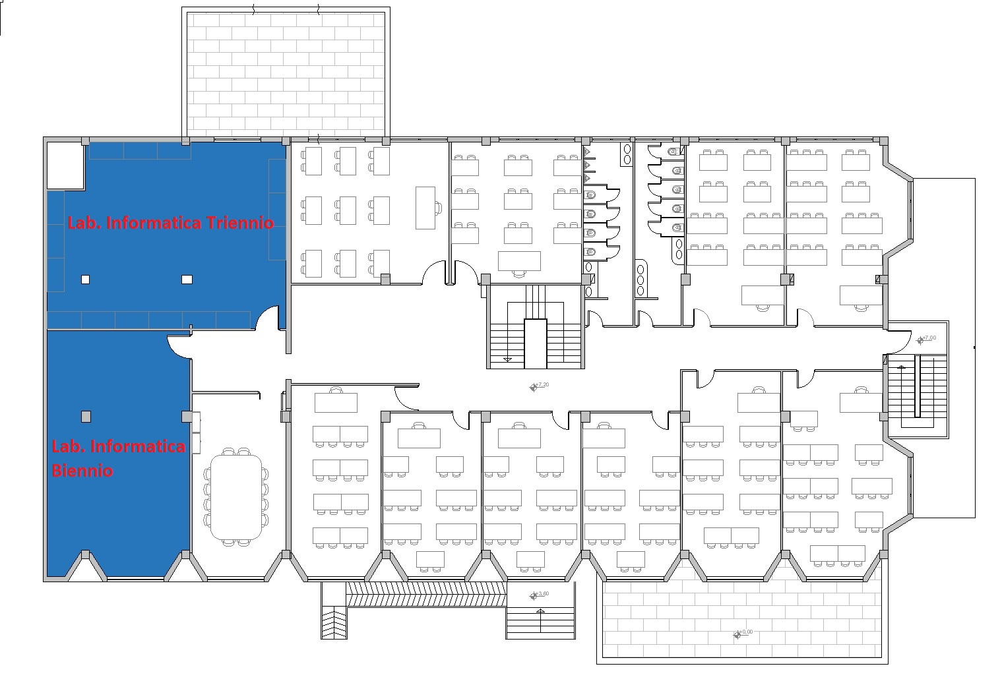 Lab. Informatica Triennio
+7,00
+7,20
Lab. Informatica
Biennio
+3,60
+0,00